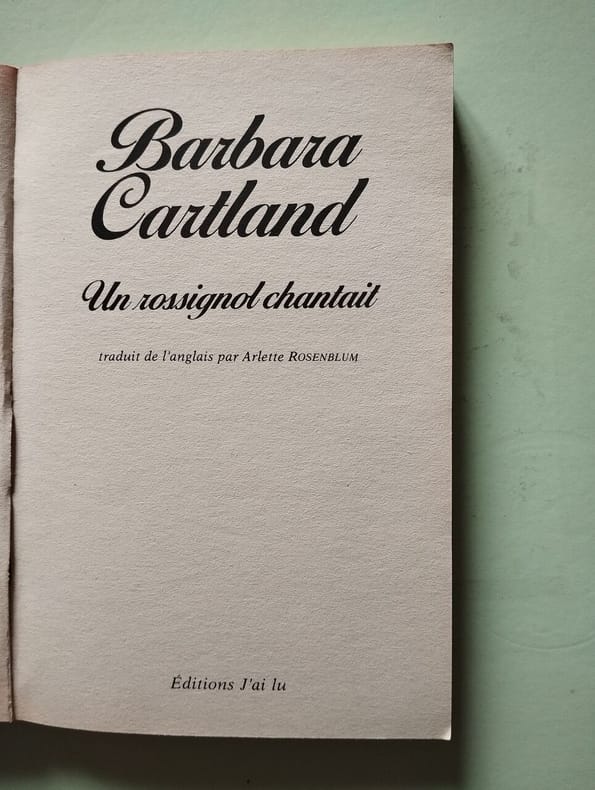 Barbara
Cartland
Un rossignol chantait
traduit de l'anglais par Arlette ROSENBLUM
Éditions J'ai lu